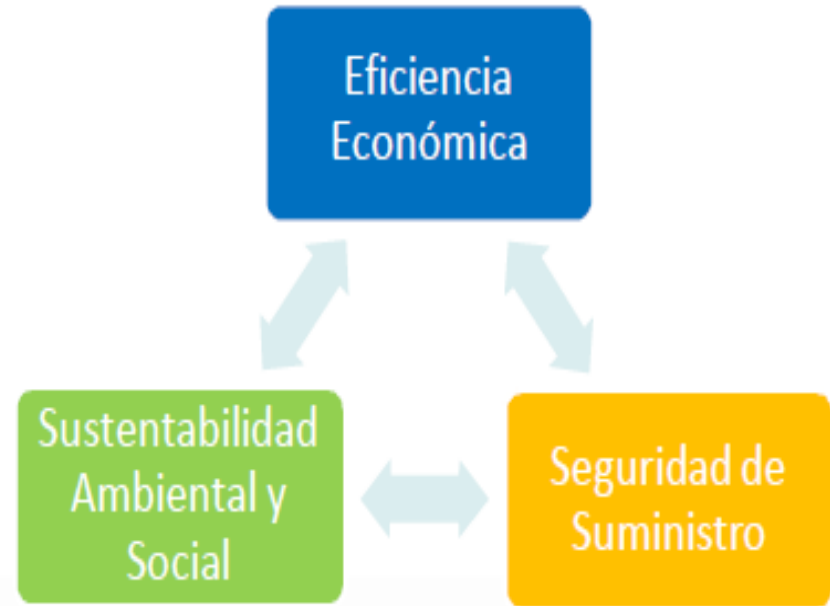 Eficiencia
Económica
Sustentabilidad
Ambiental y
Social
Seguridad de
Suministro